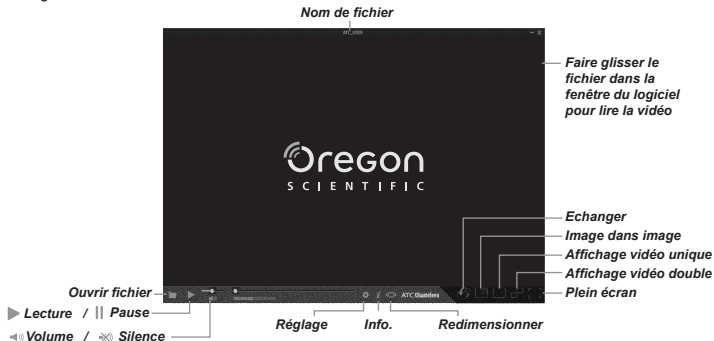 Nom de fichier
ATC_0001
Faire glisser le
fichier dans la
fenêtre du logiciel
pour lire la vidéo
Oregon
SCIENTIFIC
Echanger
Image dans image
Affichage vidéo unique
Affichage vidéo double
Plein écran
Ouvrir fichier
Lecture / Pause
Volume / Silence
Réglage
Info.
Redimensionner